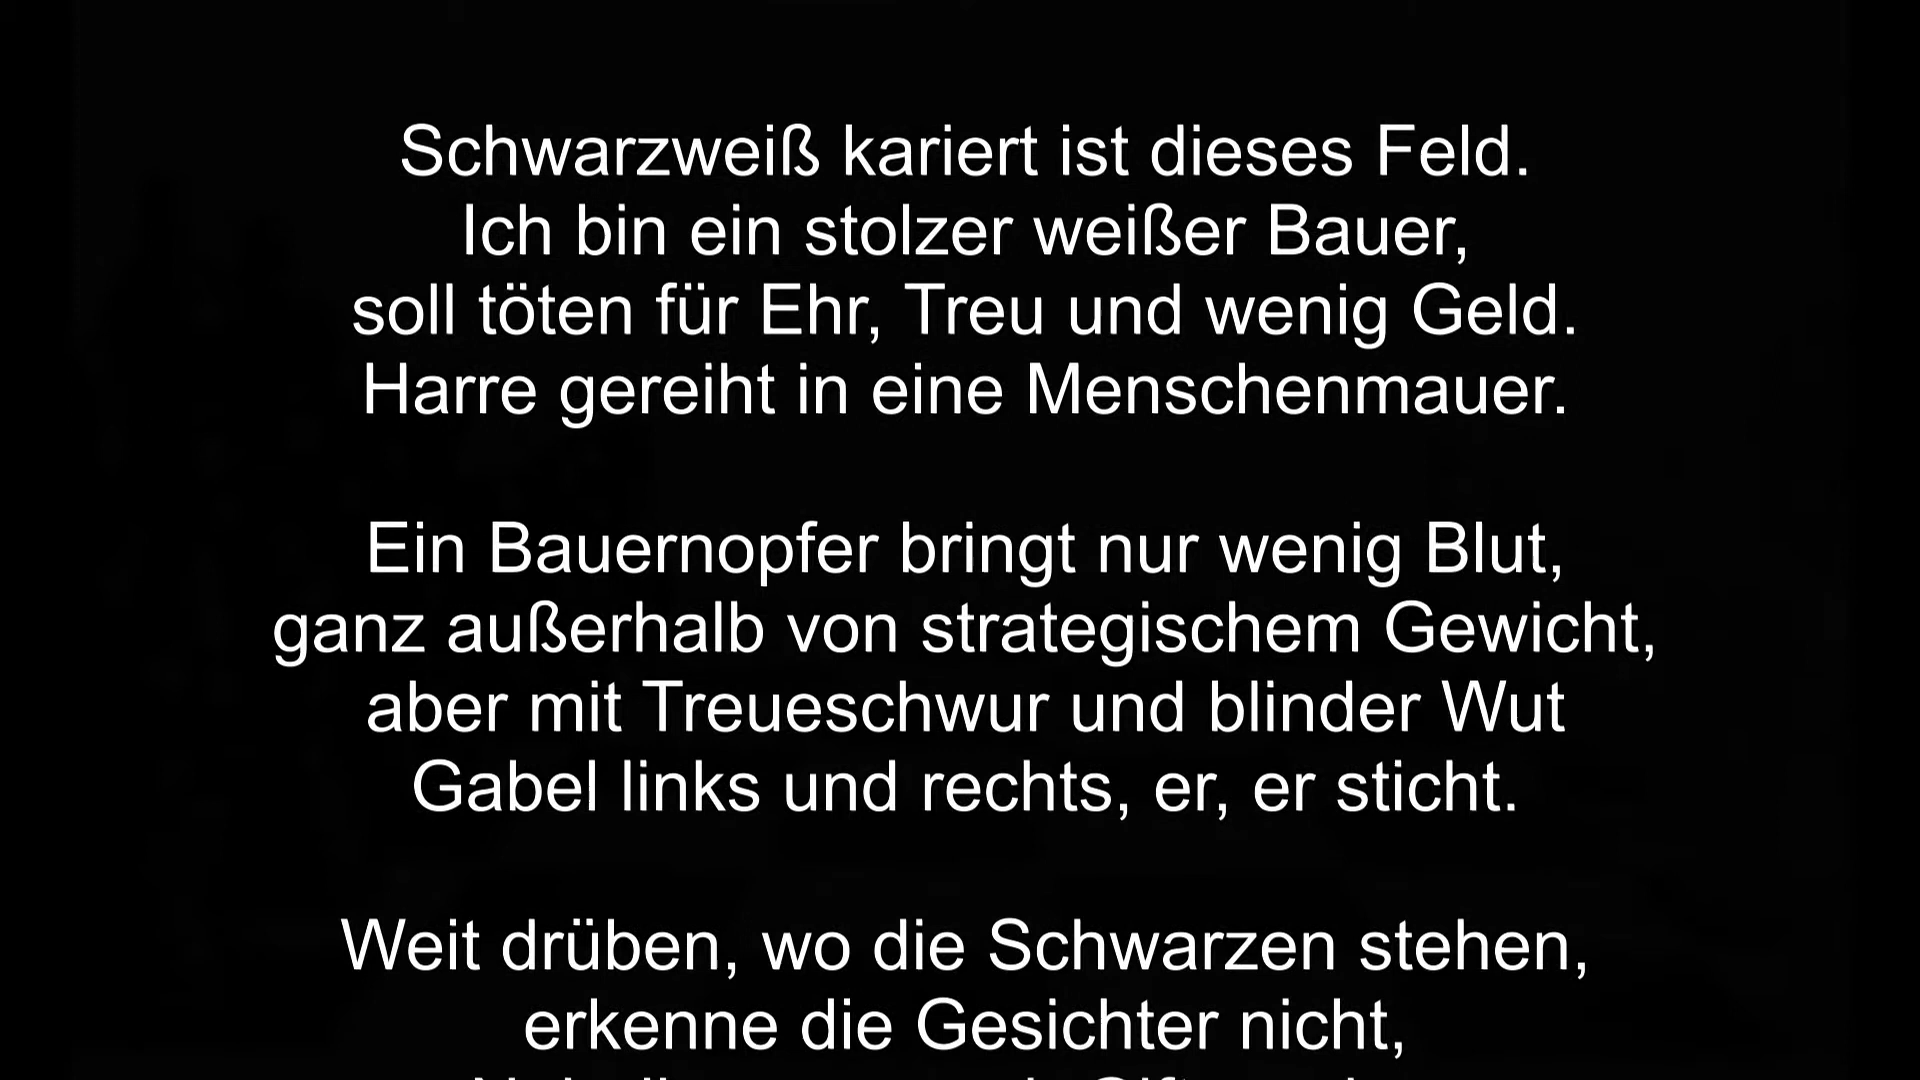 Schwarzweiß kariert ist dieses Feld.
Ich bin ein stolzer weißer Bauer,
soll töten für Ehr, Treu und wenig Geld.
Harre gereiht in eine Menschenmauer.
Ein Bauernopfer bringt nur wenig Blut,
ganz außerhalb von strategischem Gewicht,
aber mit Treueschwur und blinder Wut
Gabel links und rechts, er, er sticht.
Weit drüben, wo die Schwarzen stehen,
erkenne die Gesichter nicht,